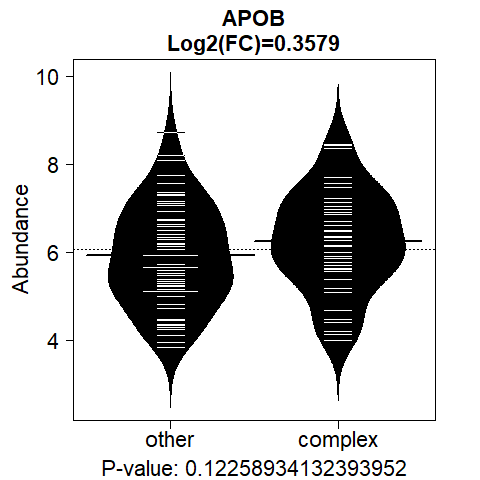 APOB
Log2(FC)=0.3579
Abundance
10
8
6
4
other complex
P-value: 0.12258934132393952